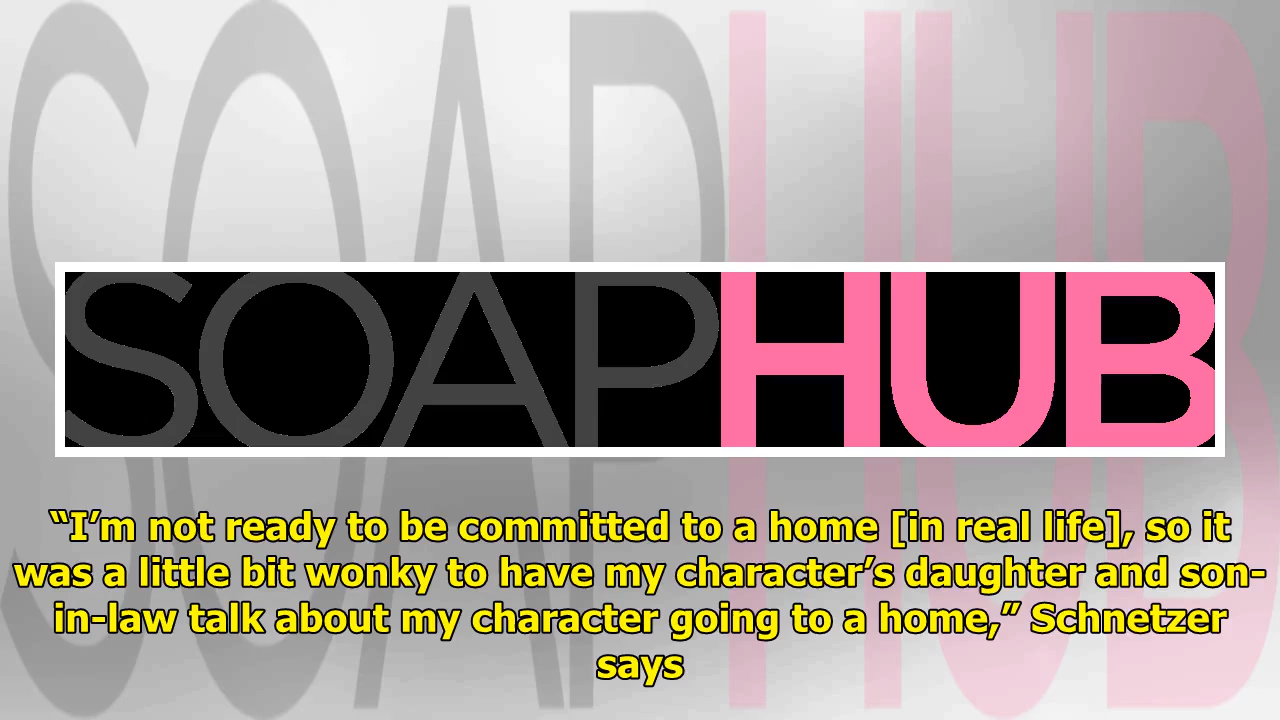 SOAPHUB
SOAPHUB
“I’m not ready to be committed to a home [in real life], so it
was a little bit wonky to have my character’s daughter and son-
in-law talk about my character going to a home,” Schnetzer
says